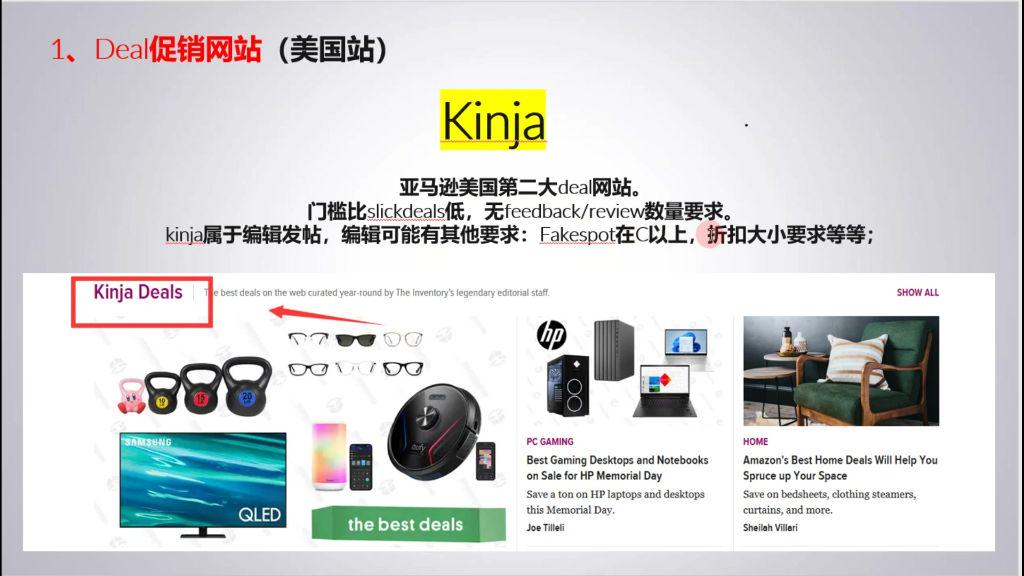 1、Deal促销网站（美国站）
Kinja
亚马逊美国第二大deal网站。
门槛比slickdeals低，无feedback/review数量要求。
kinja属于编辑发帖，编辑可能有其他要求：Fakespot在C以上，折扣大小要求等等；
Kinja Deals
The best deals on the web curated year-round by The Inventory's legendary editorial staff.
SHOW ALL
10
15
20
SAMSUNG
QLED
eufy
the best deals
hp
PC GAMING
Best Gaming Desktops and Notebooks
on Sale for HP Memorial Day
Save a ton on HP laptops and desktops
this Memorial Day.
Joe Tilleli
HOME
Amazon's Best Home Deals Will Help You
Spruce up Your Space
Save on bedsheets, clothing steamers,
curtains, and more.
Sheilah Villari